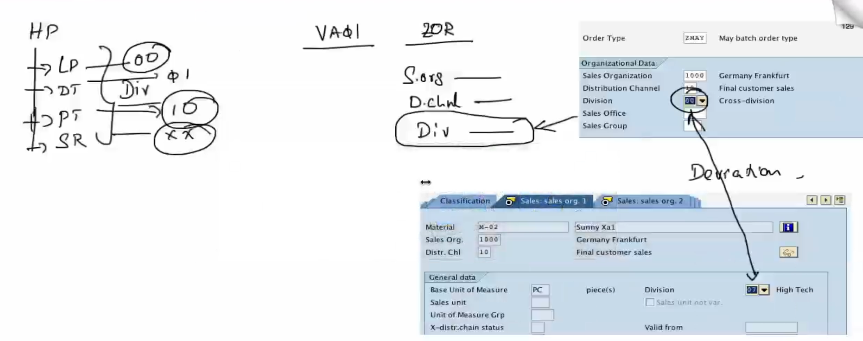 HP
LP 00
DT 01
Div
PT 10
SR XX
VA01 ZOR
S.org
D.chnl
Div
129
Order Type ZMAY May batch order type
Organizational Data
Sales Organization 1000 Germany Frankfurt
Distribution Channel Final customer sales
Division 00 Cross-division
Sales Office
Sales Group
Classification Sales: sales org. 1 Sales: sales org. 2
Material M-02 Sunny Xa1
Sales Org. 1000 Germany Frankfurt
Distr. Chl 10 Final customer sales
General data
Base Unit of Measure PC piece(s) Division 07 High Tech
Sales unit Sales unit not var.
Unit of Measure Grp
X-distr.chain status Valid from